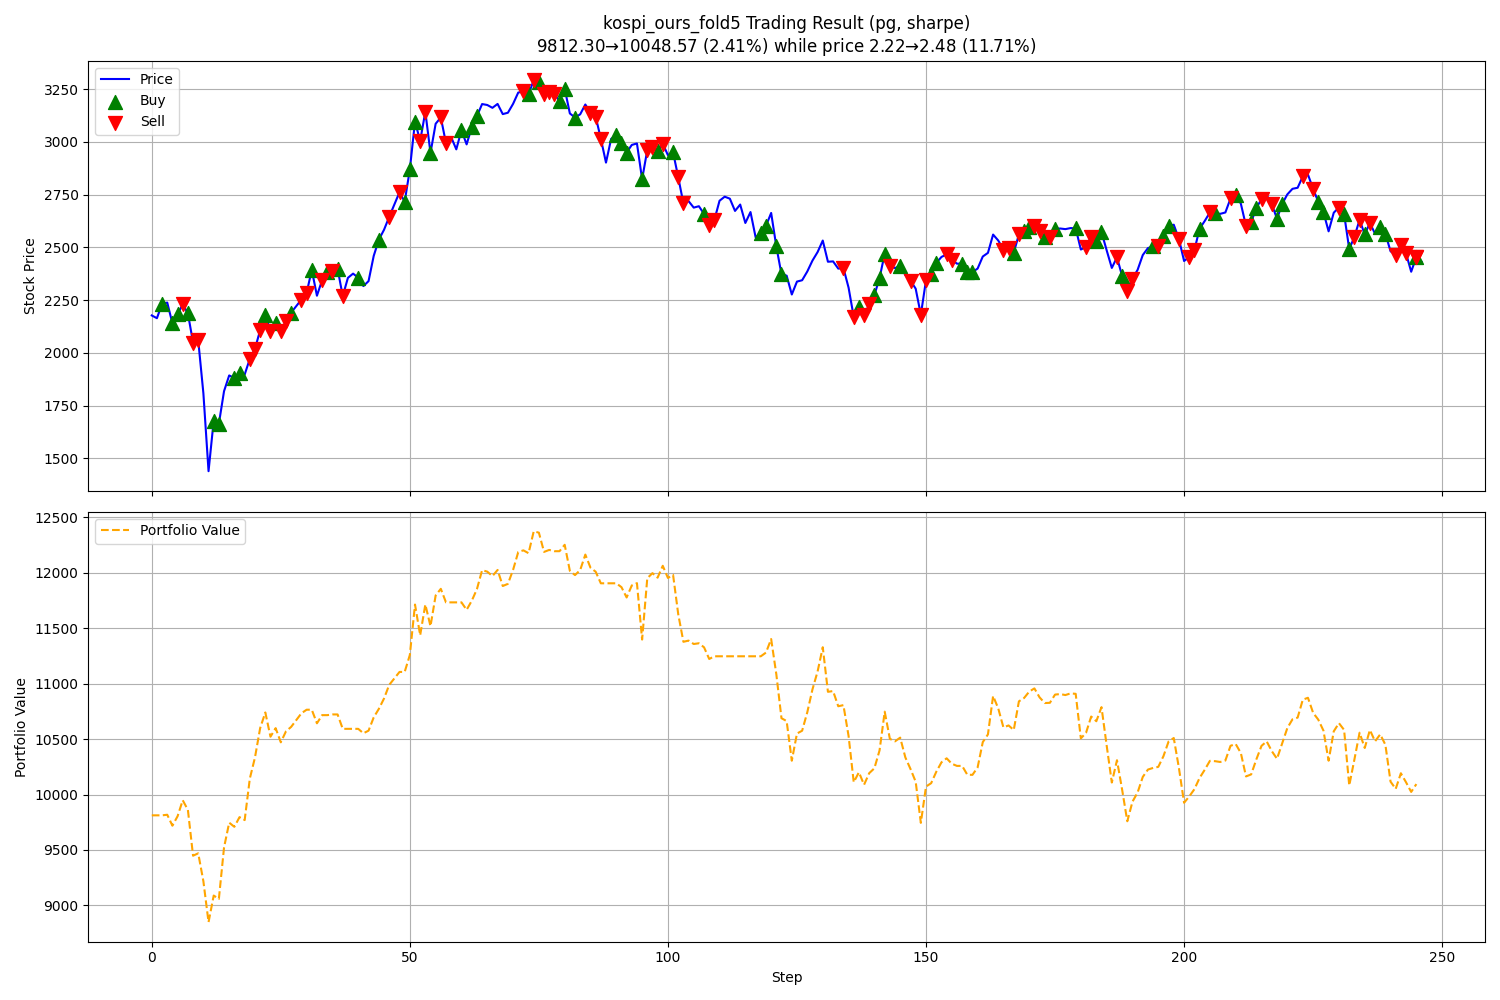 kospi_ours_fold5 Trading Result (pg, sharpe)
9812.30→10048.57 (2.41%) while price 2.22→2.48 (11.71%)
Price
Buy
Sell
3250
3000
2750
2500
2250
2000
1750
1500
Stock Price
Portfolio Value
12500
12000
11500
11000
10500
10000
9500
9000
Portfolio Value
0
50
100
150
200
250
Step